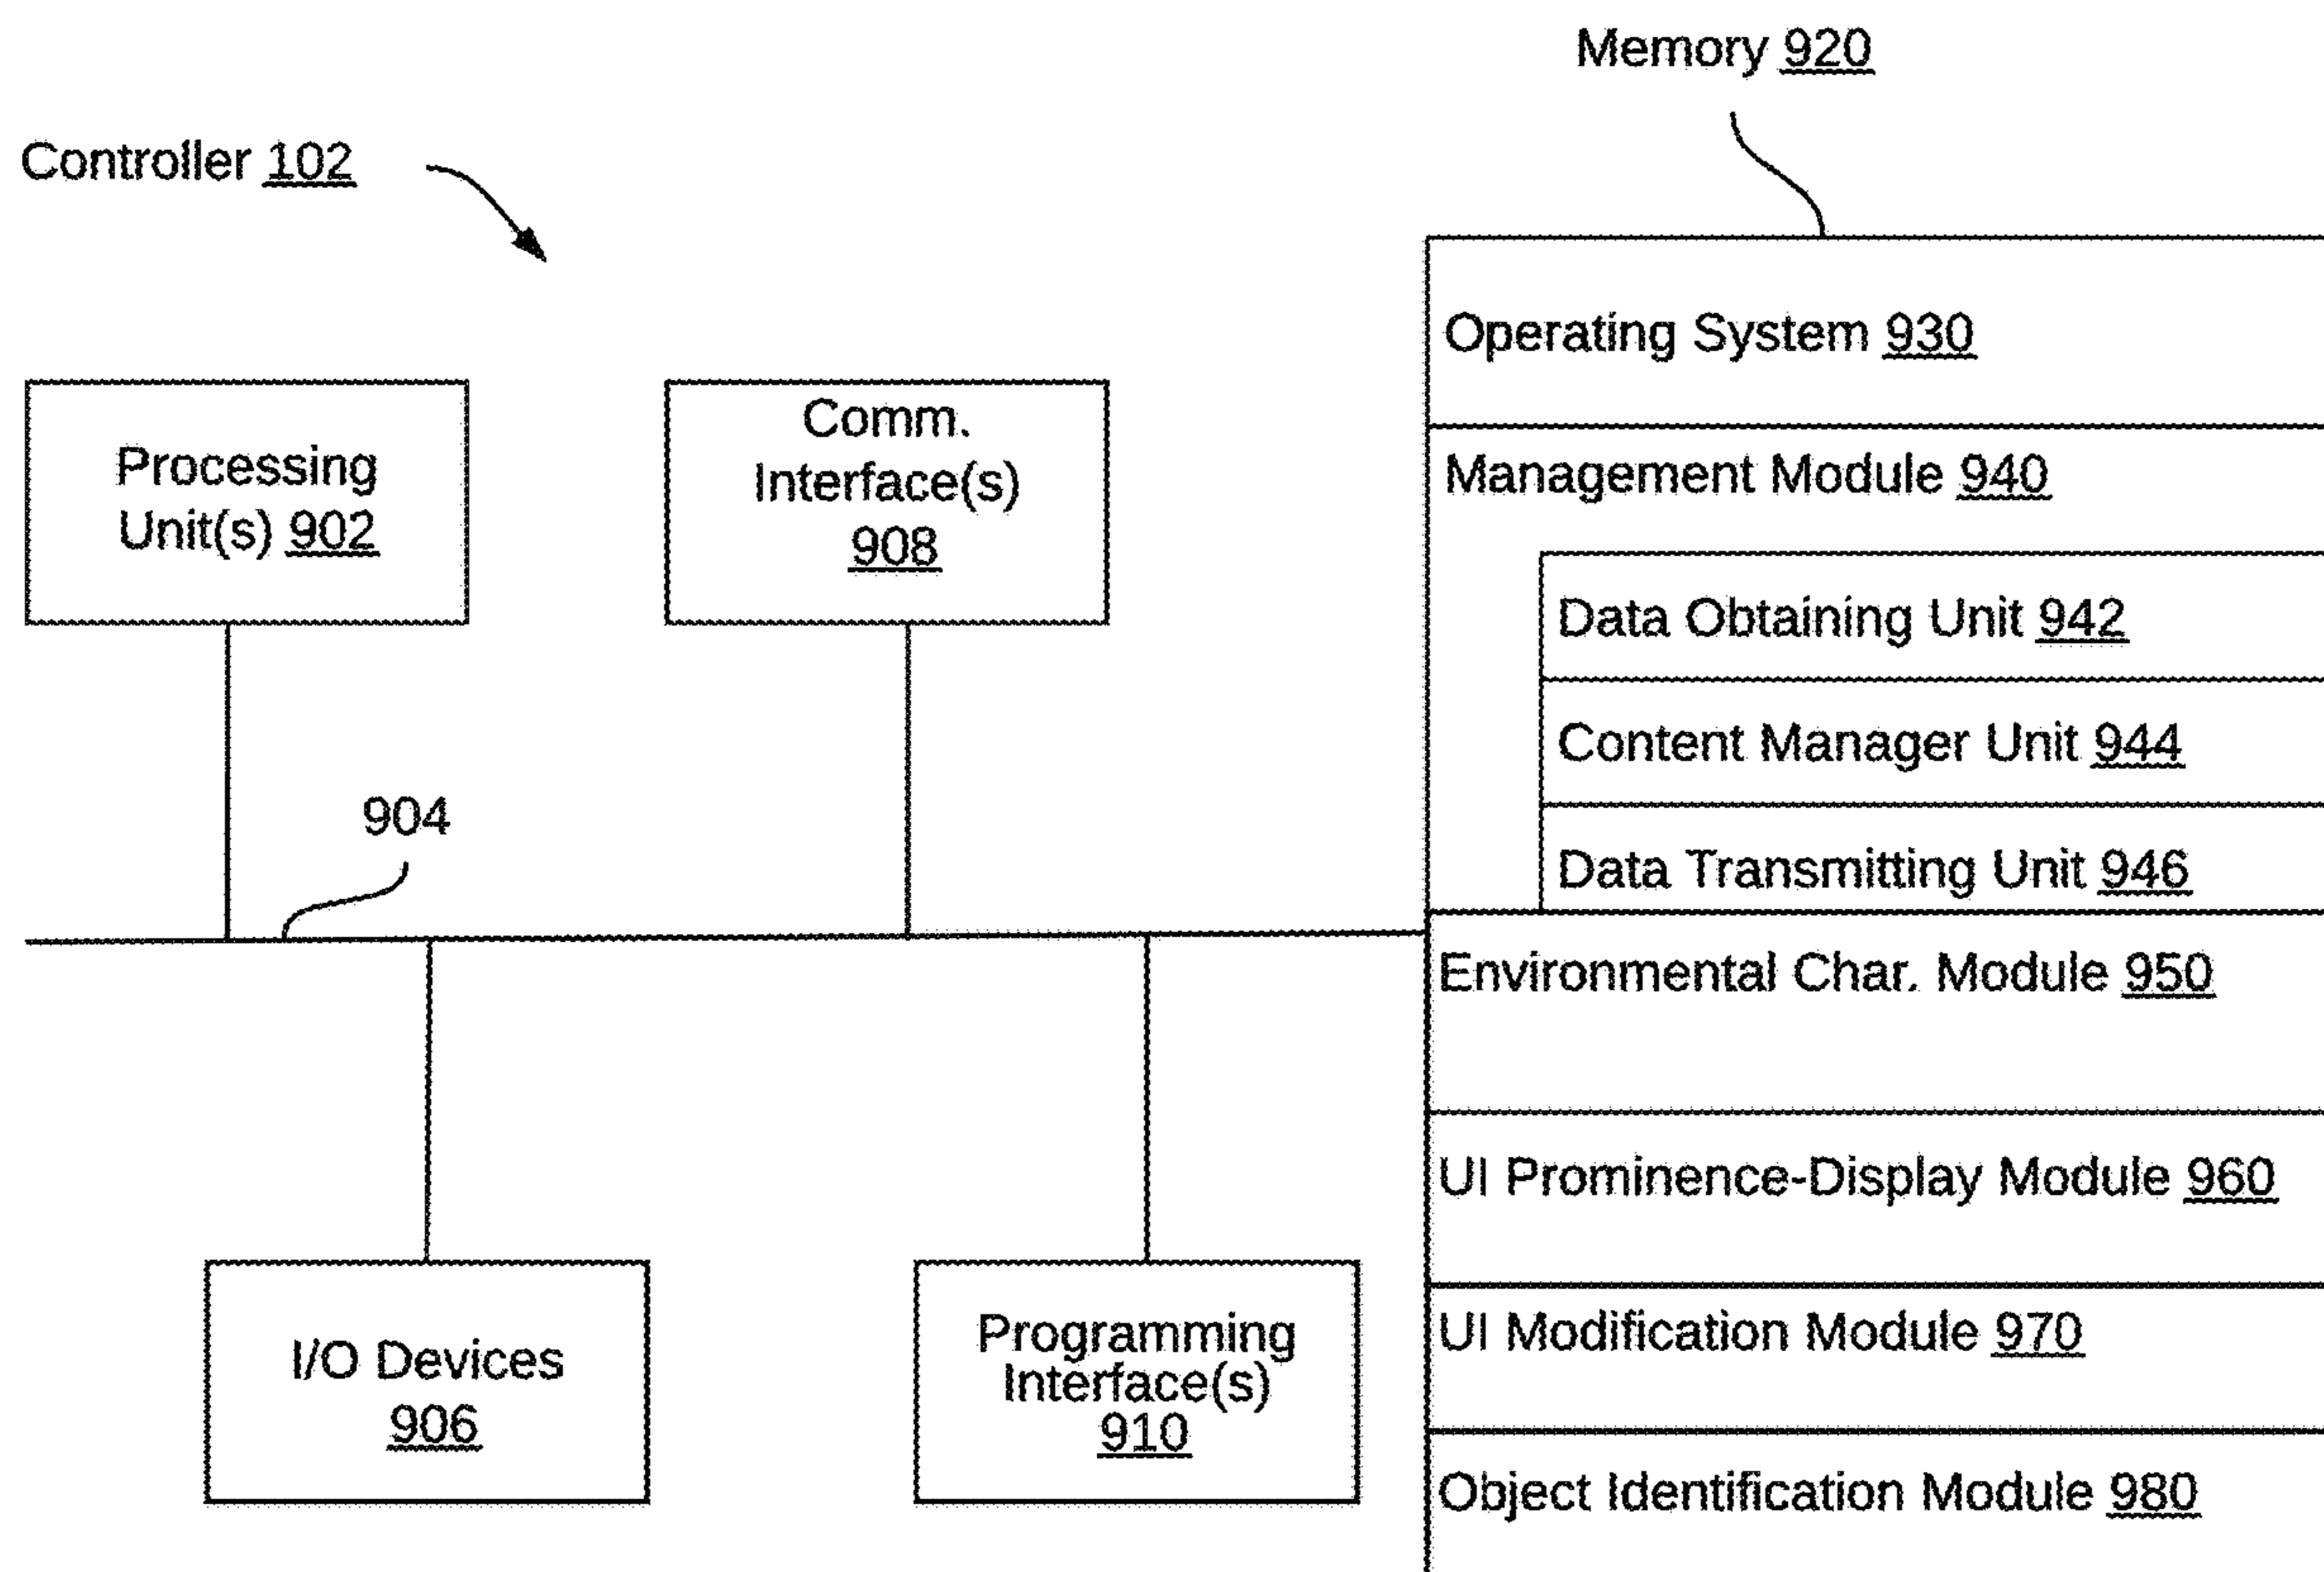 Memory 920
Controller 102
Operating System 930
Management Module 940
Processing
Unit(s) 902
Comm.
Interface(s)
908
Data Obtaining Unit 942
Content Manager Unit 944
Data Transmitting Unit 946
904
Environmental Char. Module 950
UI Prominence-Display Module 960
UI Modification Module 970
Object Identification Module 980
I/O Devices
906
Programming
Interface(s)
910